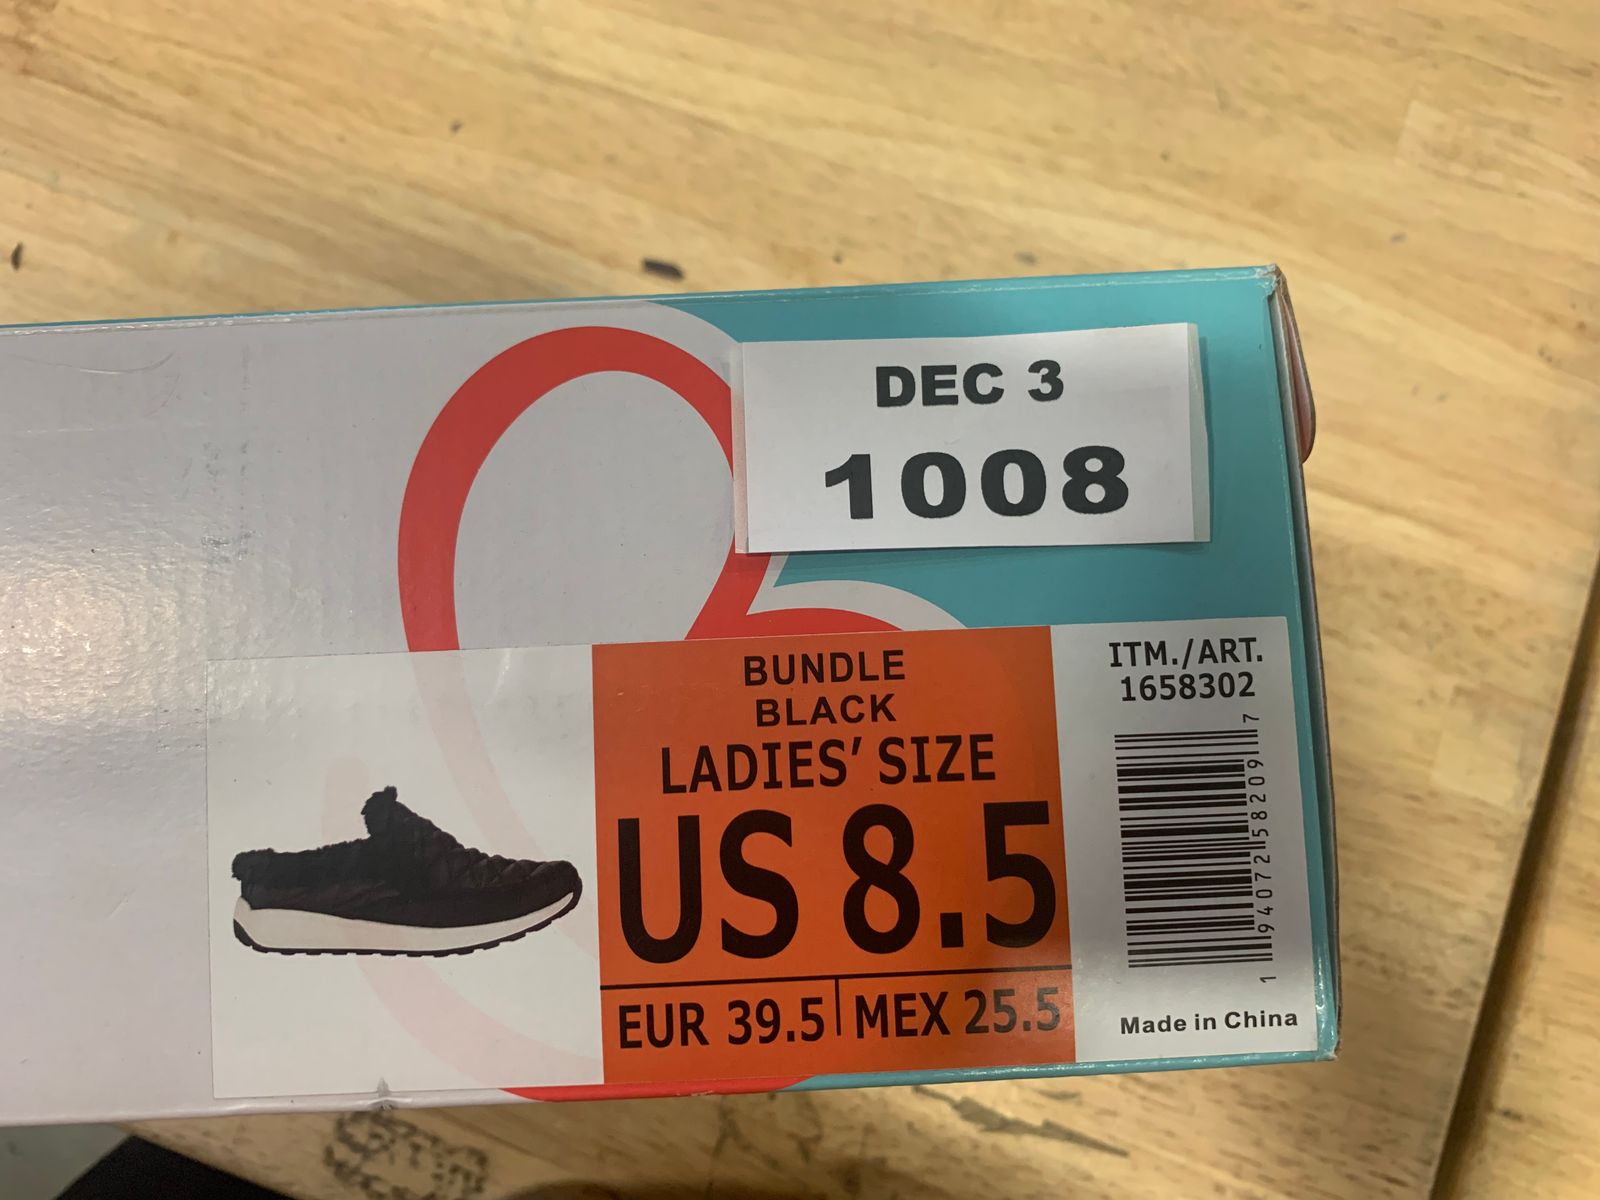 DEC 3
1008
BUNDLE
BLACK
LADIES' SIZE
US 8.5
EUR 39.5 MEX 25.5
ITM./ART.
1658302
1 94072 58209 7
Made in China